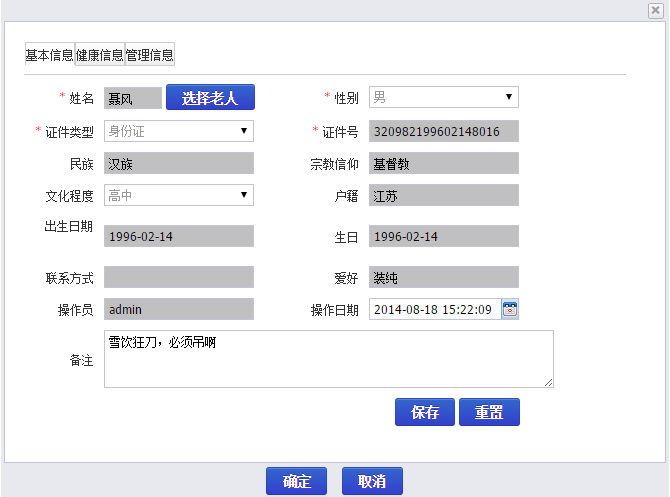 基本信息 健康信息 管理信息
* 姓名 聂风 选择老人 * 性别 男
* 证件类型 身份证 * 证件号 320982199602148016
民族 汉族 宗教信仰 基督教
文化程度 高中 户籍 江苏
出生日期 1996-02-14 生日 1996-02-14
联系方式 爱好 装纯
操作员 admin 操作日期 2014-08-18 15:22:09
备注 雪饮狂刀，必须吊啊
保存 重置
确定 取消